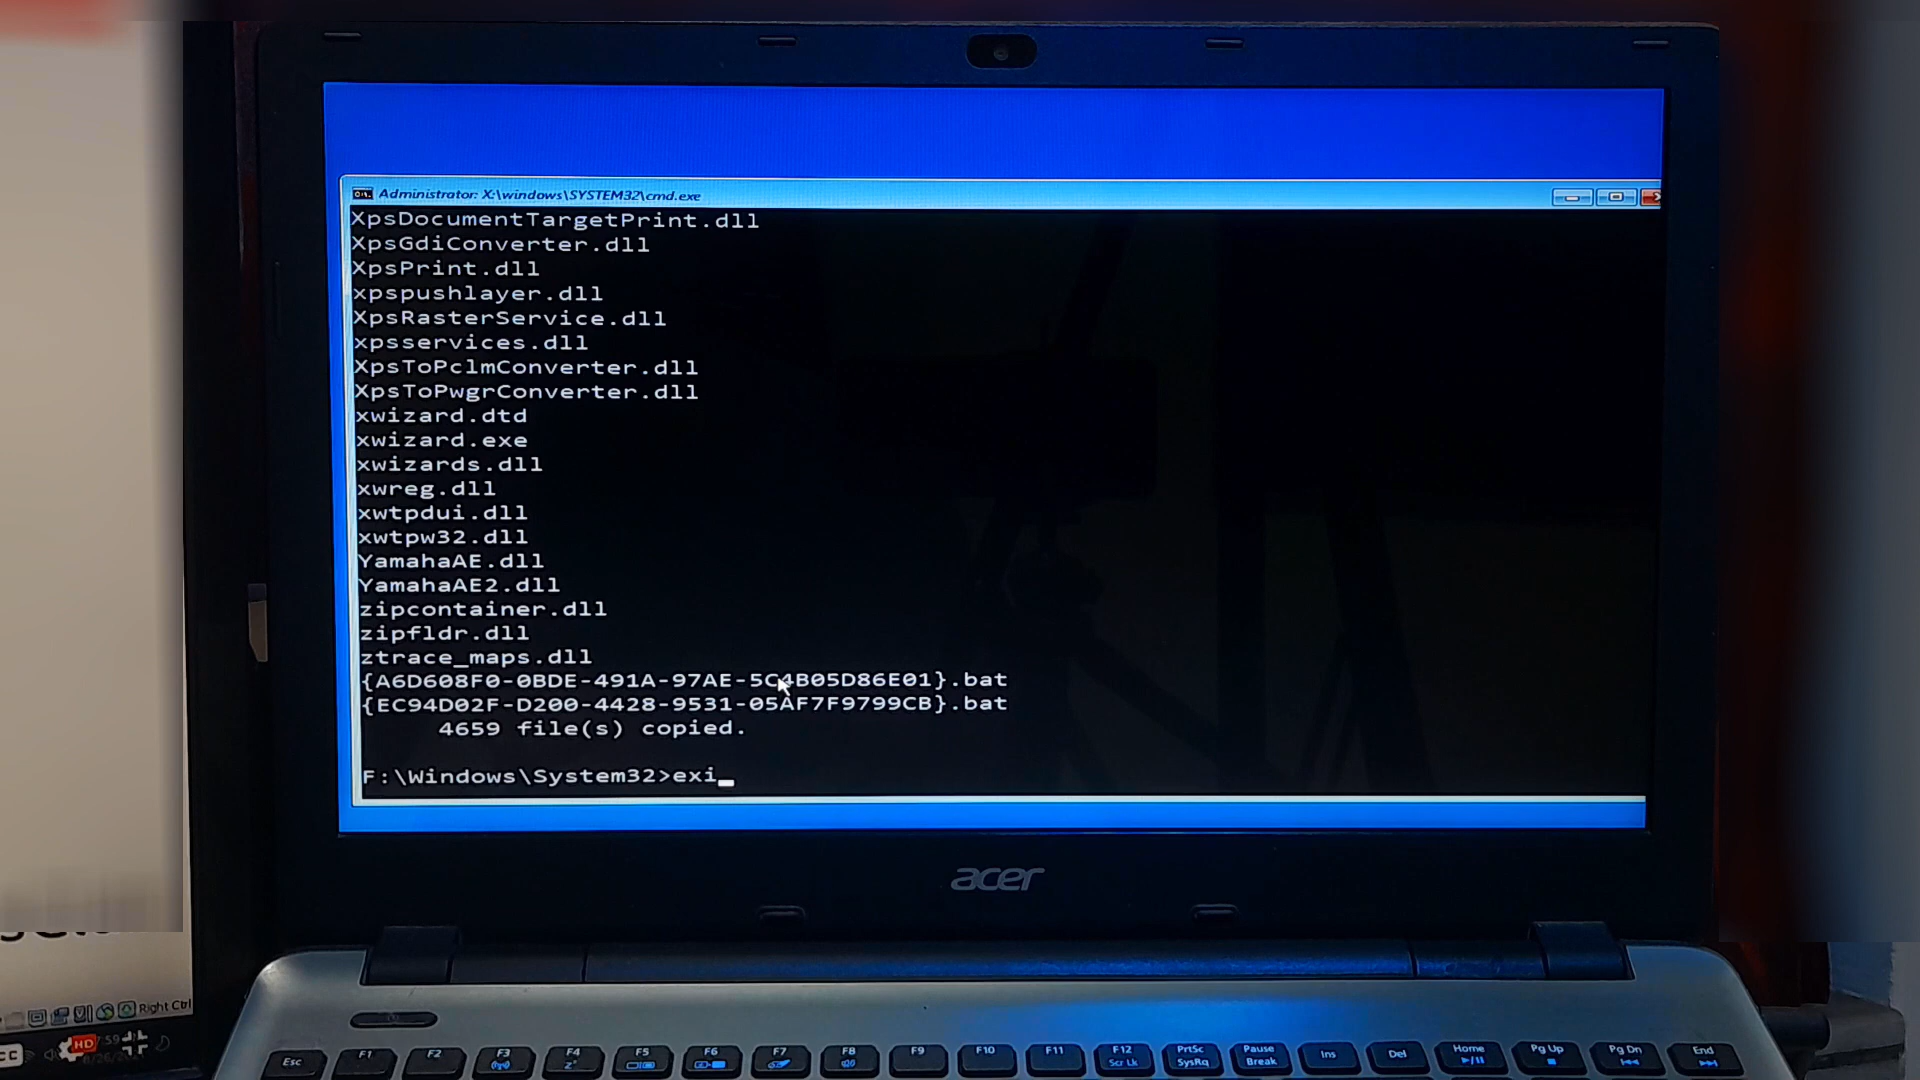 Administrator: X:\windows\SYSTEM32\cmd.exe
XpsDocumentTargetPrint.dll
XpsGdiConverter.dll
XpsPrint.dll
xpspushlayer.dll
XpsRasterService.dll
xpsservices.dll
XpsToPclmConverter.dll
XpsToPwgrConverter.dll
xwizard.dtd
xwizard.exe
xwizards.dll
xwreg.dll
xwtpdui.dll
xwtpw32.dll
YamahaAE.dll
YamahaAE2.dll
zipcontainer.dll
zipfldr.dll
ztrace_maps.dll
{A6D608F0-0BDE-491A-97AE-5C4B05D86E01}.bat
{EC94D02F-D200-4428-9531-05AF7F9799CB}.bat
4659 file(s) copied.
F:\Windows\System32>exi_
acer
Right Ctrl
HD
Esc F1 F2 F3 F4 F5 F6 F7 F8 F9 F10 F11 F12 Scr Lk PrtSc SysRq Pause Break Ins Del Home Pg Up Pg Dn End